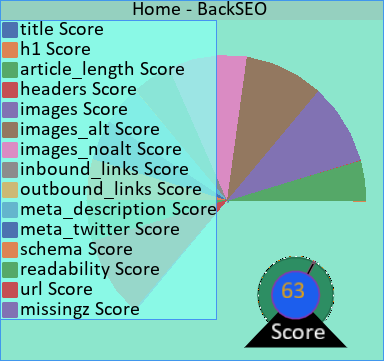 Home - BackSEO
title Score
h1 Score
article_length Score
headers Score
images Score
images_alt Score
images_noalt Score
inbound_links Score
outbound_links Score
meta_description Score
meta_twitter Score
schema Score
readability Score
url Score
missingz Score
63
Score